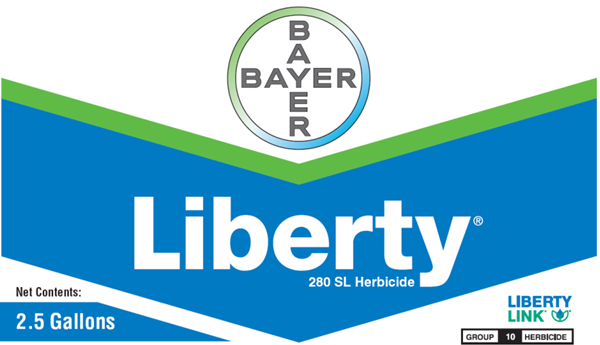 BAYER
BAYER
Liberty®
280 SL Herbicide
Net Contents:
2.5 Gallons
LIBERTY
LINK®
GROUP 10 HERBICIDE